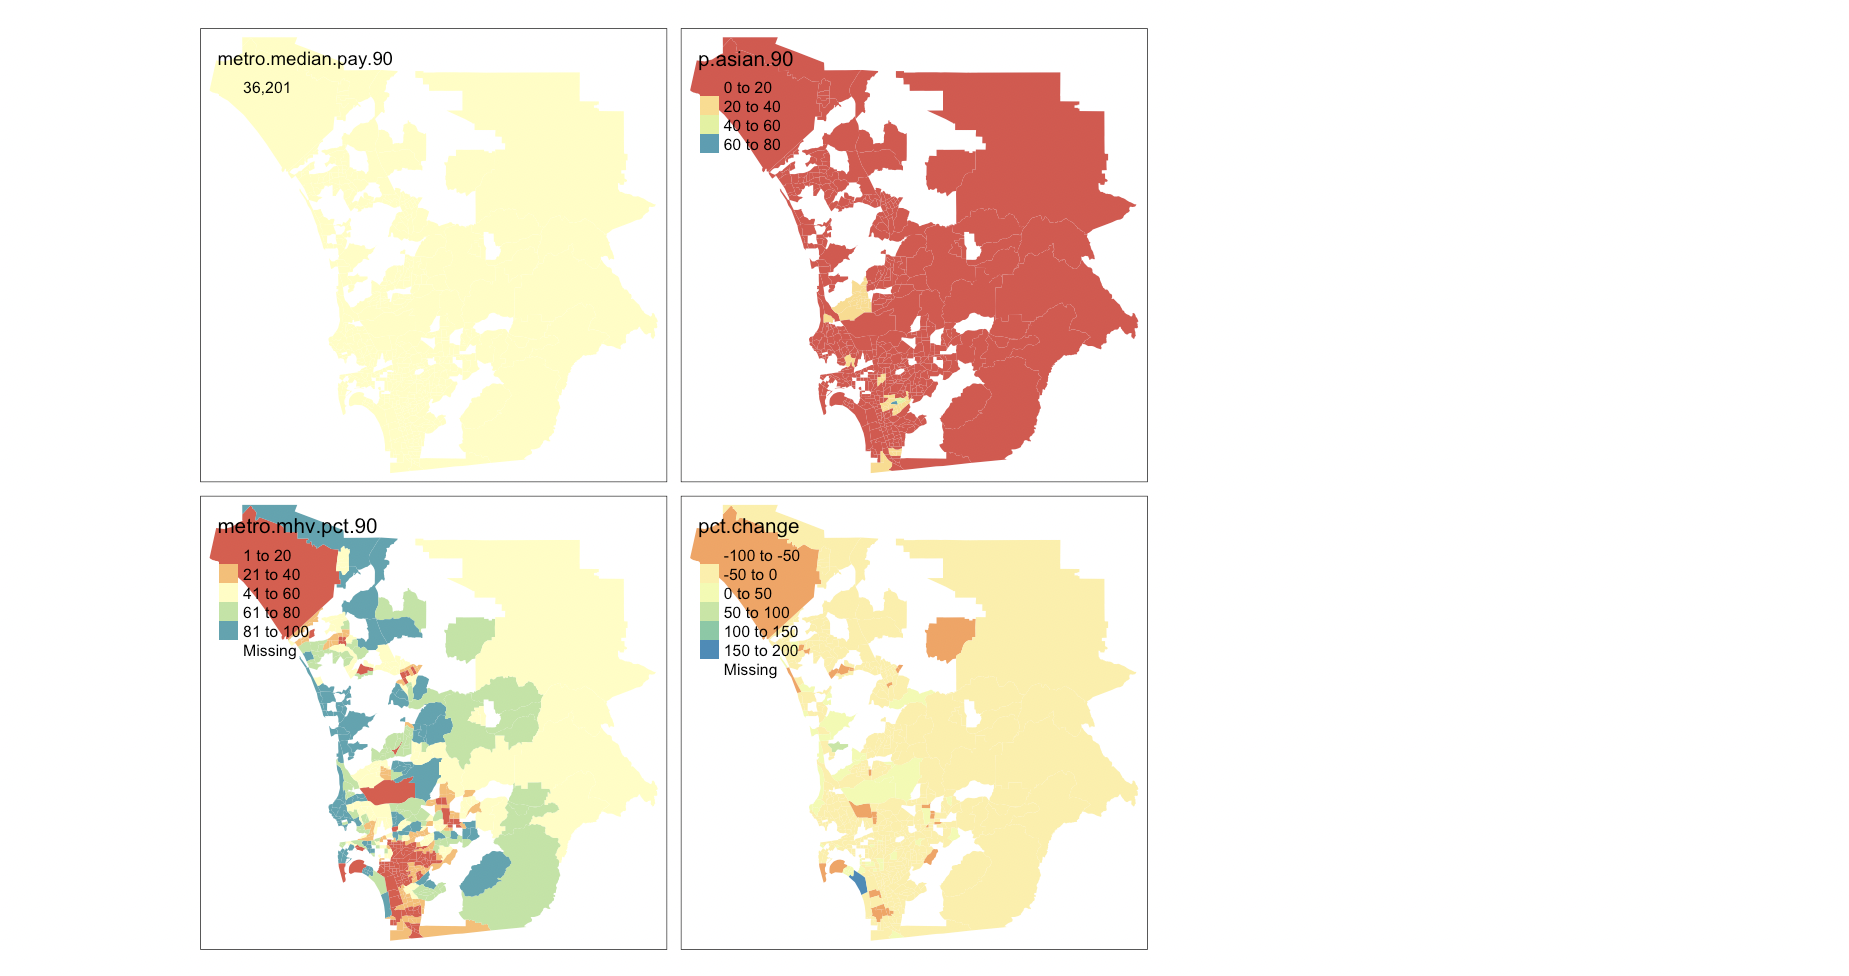 metro.median.pay.90
36,201
p.asian.90
0 to 20
20 to 40
40 to 60
60 to 80
metro.mhv.pct.90
1 to 20
21 to 40
41 to 60
61 to 80
81 to 100
Missing
pct.change
-100 to -50
-50 to 0
0 to 50
50 to 100
100 to 150
150 to 200
Missing